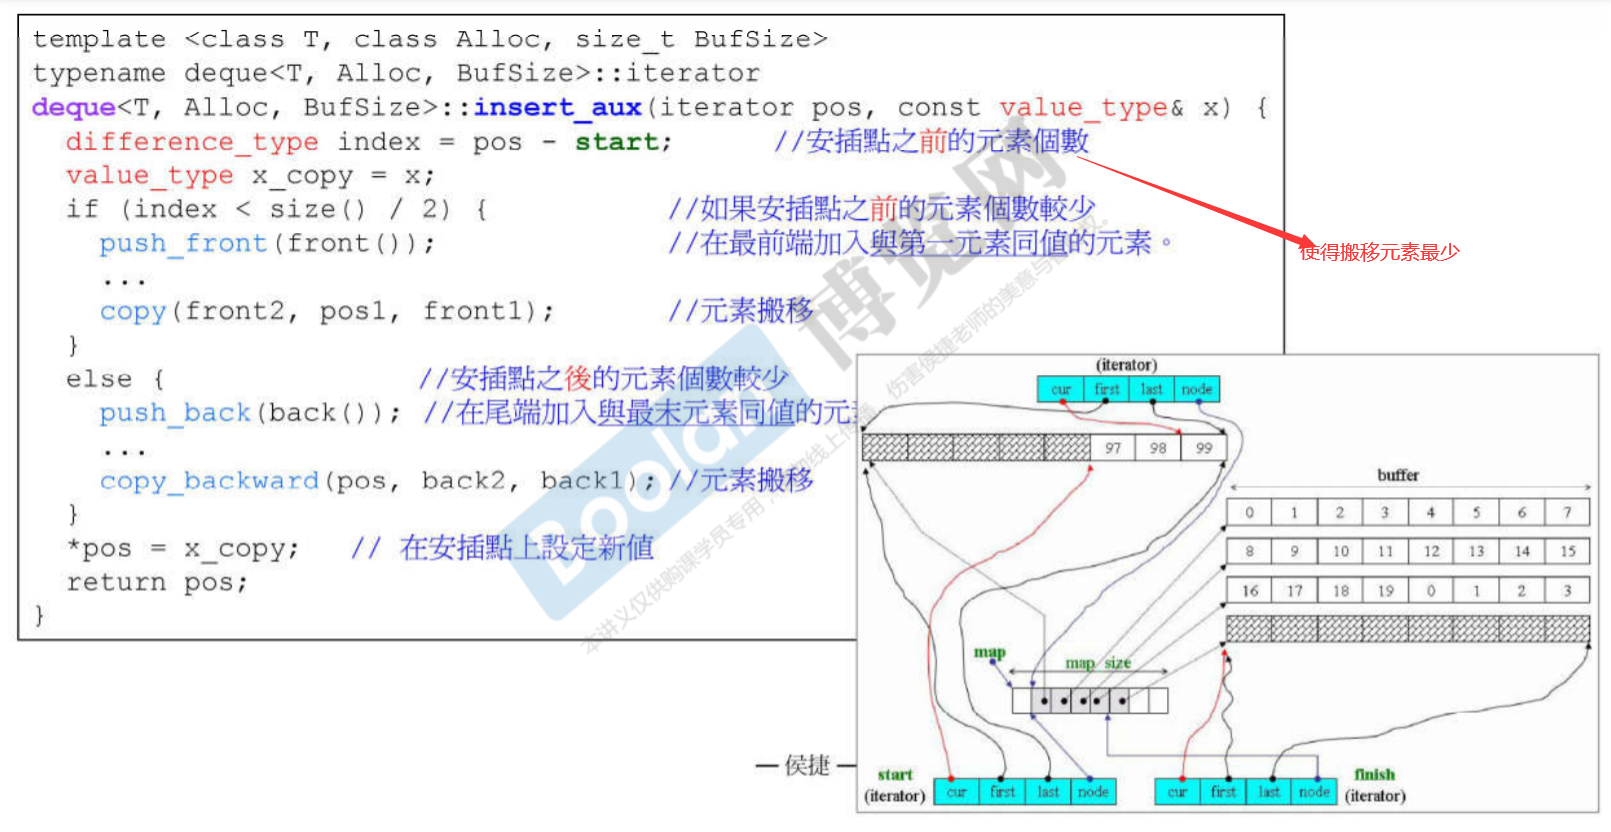 template <class T, class Alloc, size_t BufSize>
typename deque<T, Alloc, BufSize>::iterator
deque<T, Alloc, BufSize>::insert_aux(iterator pos, const value_type& x) {
difference_type index = pos - start; //安插點之前的元素個數
value_type x_copy = x;
if (index < size() / 2) { //如果安插點之前的元素個數較少
push_front(front()); //在最前端加入與第一元素同值的元素。
...
copy(front2, pos1, front1); //元素搬移
}
else { //安插點之後的元素個數較少
push_back(back()); //在尾端加入與最末元素同值的元
...
copy_backward(pos, back2, back1); //元素搬移
}
*pos = x_copy; // 在安插點上設定新值
return pos;
}
使得搬移元素最少
(iterator)
cur first last node
97 98 99
buffer
0 1 2 3 4 5 6 7
8 9 10 11 12 13 14 15
16 17 18 19 0 1 2 3
map
map size
start
(iterator)
cur first last node
cur first last node
finish
(iterator)
— 侯捷 —
Boolan
博览网
本讲义仅供购课学员专用
伤害侯捷老师的美意与